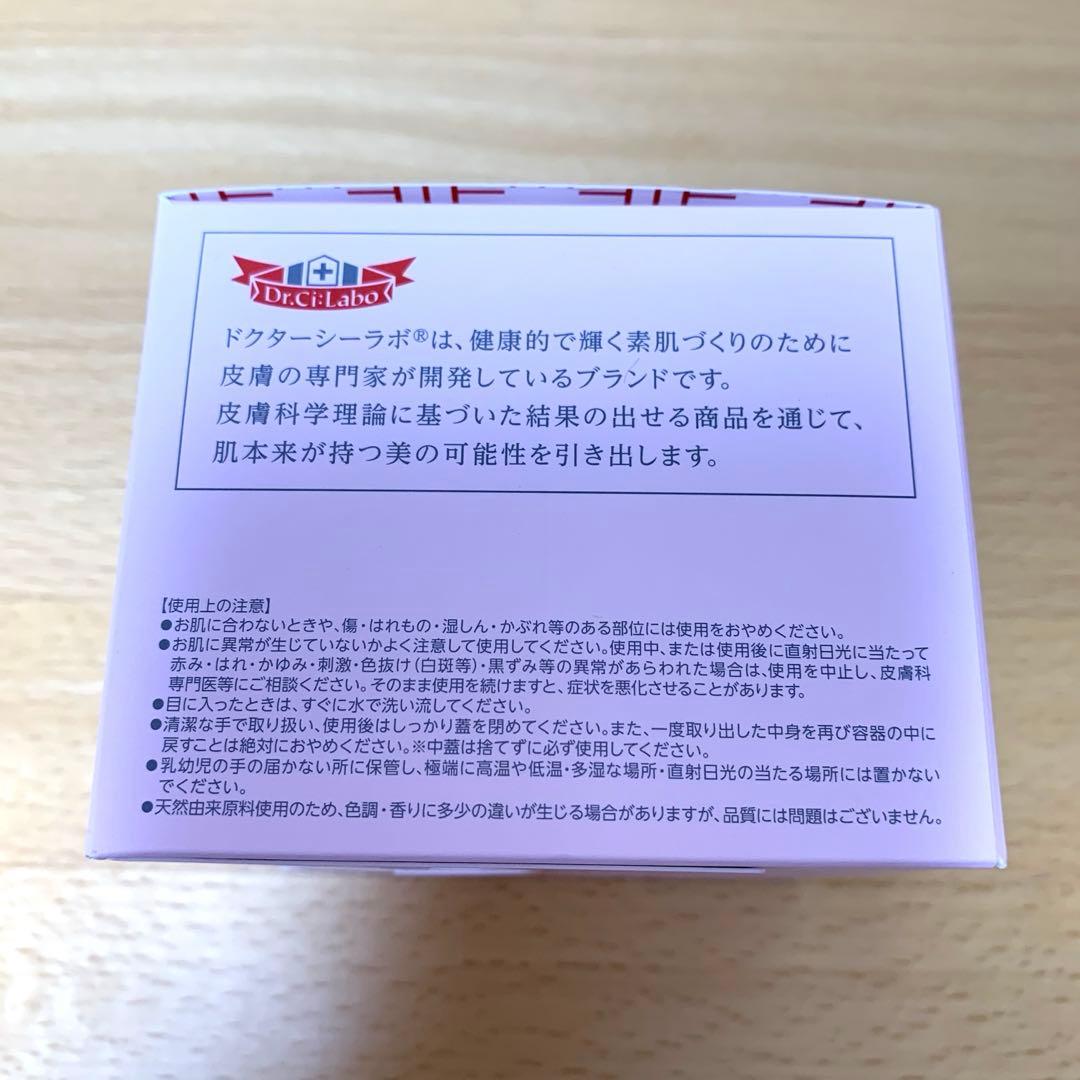 Dr.Ci:Labo
ドクターシーラボ®は、健康的で輝く素肌づくりのために
皮膚の専門家が開発しているブランドです。
皮膚科学理論に基づいた結果の出せる商品を通じて、
肌本来が持つ美の可能性を引き出します。
【使用上の注意】
●お肌に合わないときや、傷・はれもの・湿しん・かぶれ等のある部位には使用をおやめください。
●お肌に異常が生じていないかよく注意して使用してください。使用中、または使用後に直射日光に当たって
赤み・はれ・かゆみ・刺激・色抜け(白斑等)・黒ずみ等の異常があらわれた場合は、使用を中止し、皮膚科
専門医等にご相談ください。そのまま使用を続けますと、症状を悪化させることがあります。
●目に入ったときは、すぐに水で洗い流してください。
●清潔な手で取り扱い、使用後はしっかり蓋を閉めてください。また、一度取り出した中身を再び容器の中に
戻すことは絶対におやめください。※中蓋は捨てずに必ず使用してください。
●乳幼児の手の届かない所に保管し、極端に高温や低温・多湿な場所・直射日光の当たる場所には置かない
でください。
●天然由来原料使用のため、色調・香りに多少の違いが生じる場合がありますが、品質には問題はございません。